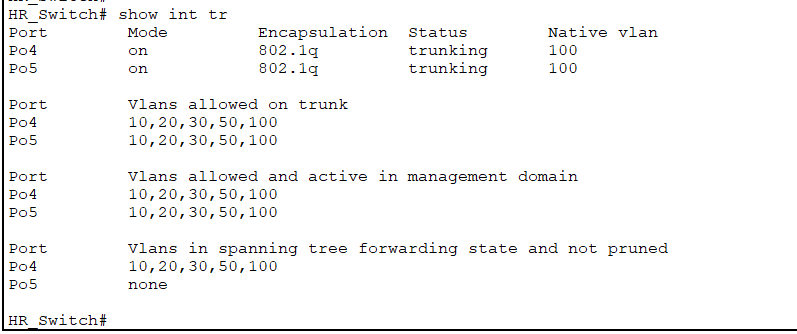 HR_Switch# show int tr
Port        Mode         Encapsulation  Status        Native vlan
Po4         on           802.1q         trunking      100
Po5         on           802.1q         trunking      100
Port        Vlans allowed on trunk
Po4         10,20,30,50,100
Po5         10,20,30,50,100
Port        Vlans allowed and active in management domain
Po4         10,20,30,50,100
Po5         10,20,30,50,100
Port        Vlans in spanning tree forwarding state and not pruned
Po4         10,20,30,50,100
Po5         none
HR_Switch#